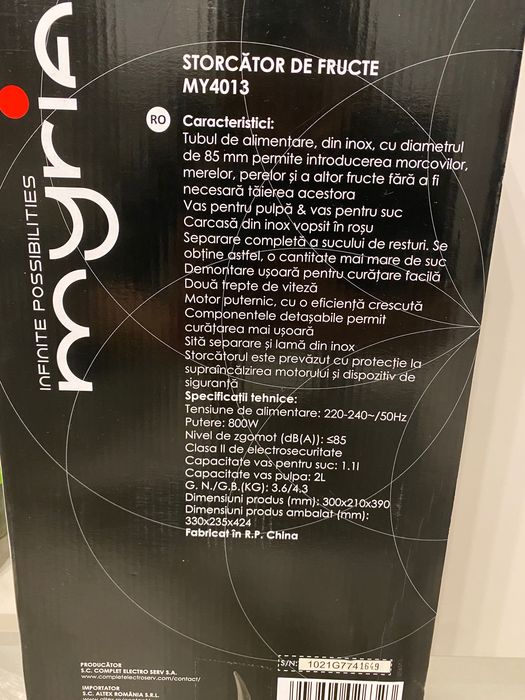 myria
INFINITE POSSIBILITIES
STORCĂTOR DE FRUCTE
MY4013
RO
Caracteristici:
Tubul de alimentare, din inox, cu diametrul
de 85 mm permite introducerea morcovilor,
merelor, perelor și a altor fructe fără a fi
necesară tăierea acestora
Vas pentru pulpă & vas pentru suc
Carcasă din inox vopsit în roșu
Separare completă a sucului de resturi. Se
obține astfel, o cantitate mai mare de suc
Demontare ușoară pentru curățare facilă
Două trepte de viteză
Motor puternic, cu o eficiență crescută
Componentele detașabile permit
curățarea mai ușoară
Sită separare și lamă din inox
Storcătorul este prevăzut cu protecție la
supraîncălzirea motorului și dispozitiv de
siguranță
Specificații tehnice:
Tensiune de alimentare: 220-240~/50Hz
Putere: 800W
Nivel de zgomot (dB(A)): ≤85
Clasa II de electrosecuritate
Capacitate vas pentru suc: 1.1l
Capacitate vas pulpa: 2L
G. N./G.B.(KG): 3.6/4.3
Dimensiuni produs (mm): 300x210x390
Dimensiuni produs ambalat (mm):
330x235x424
Fabricat în R.P. China
PRODUCĂTOR
S.C. COMPLET ELECTRO SERV S.A.
www.completelectroserv.com/contact/
IMPORTATOR
S.C. ALTEX ROMÂNIA S.R.L.
S/N: 1021G7741649